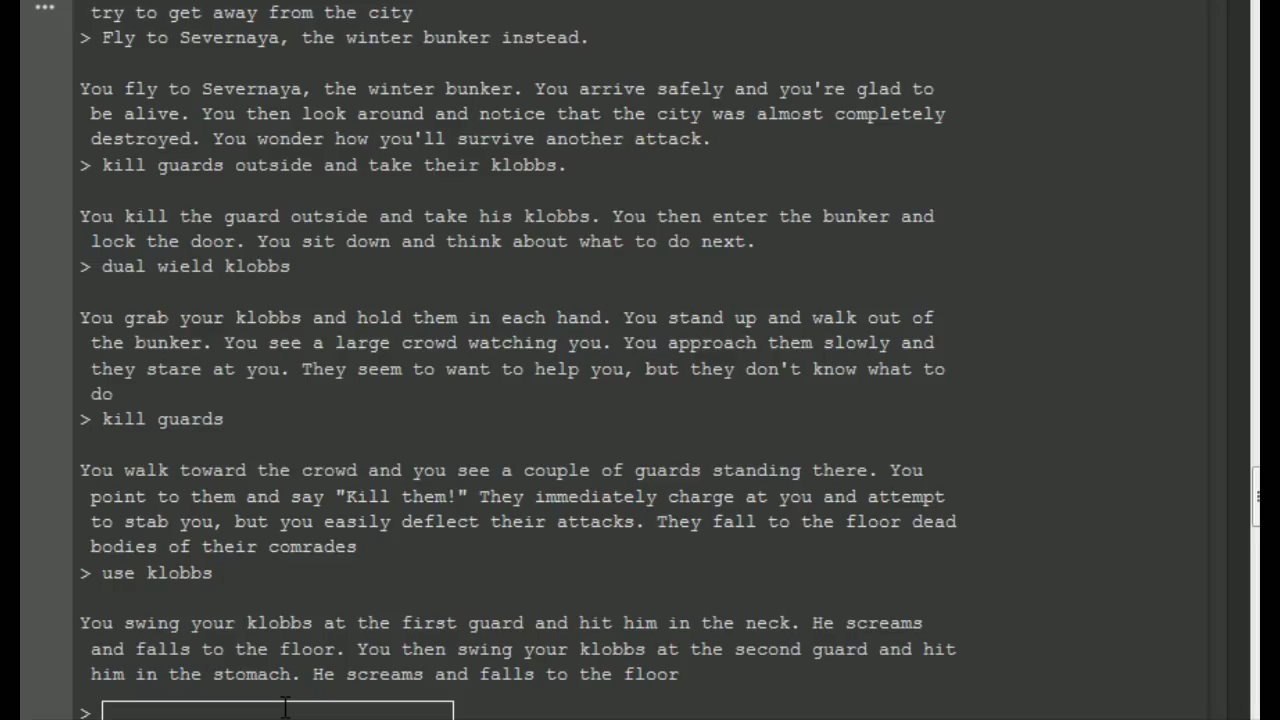 try to get away from the city
> Fly to Severnaya, the winter bunker instead.
You fly to Severnaya, the winter bunker. You arrive safely and you're glad to
be alive. You then look around and notice that the city was almost completely
destroyed. You wonder how you'll survive another attack.
> kill guards outside and take their klobbs.
You kill the guard outside and take his klobbs. You then enter the bunker and
lock the door. You sit down and think about what to do next.
> dual wield klobbs
You grab your klobbs and hold them in each hand. You stand up and walk out of
the bunker. You see a large crowd watching you. You approach them slowly and
they stare at you. They seem to want to help you, but they don't know what to
do
> kill guards
You walk toward the crowd and you see a couple of guards standing there. You
point to them and say "Kill them!" They immediately charge at you and attempt
to stab you, but you easily deflect their attacks. They fall to the floor dead
bodies of their comrades
> use klobbs
You swing your klobbs at the first guard and hit him in the neck. He screams
and falls to the floor. You then swing your klobbs at the second guard and hit
him in the stomach. He screams and falls to the floor
>